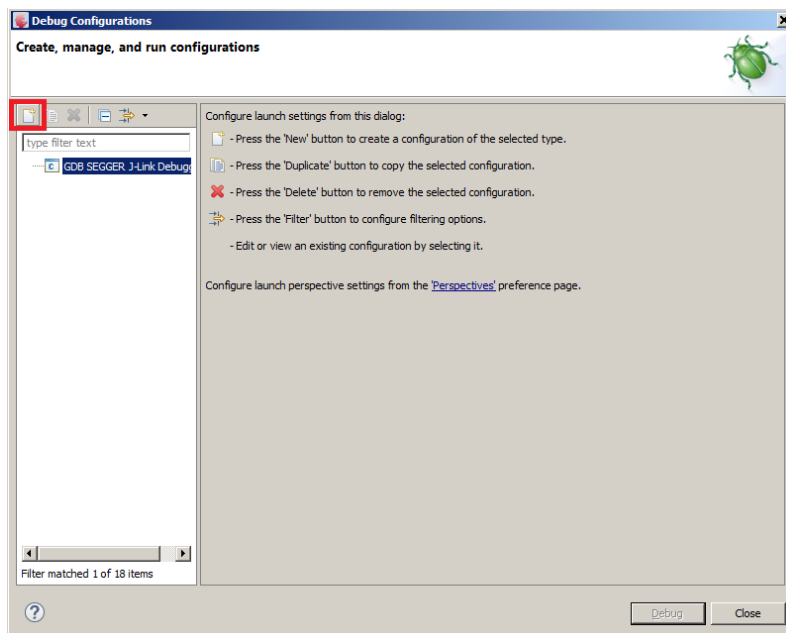 Debug Configurations
Create, manage, and run configurations
type filter text
GDB SEGGER J-Link Debugg
Filter matched 1 of 18 items
Configure launch settings from this dialog:
- Press the 'New' button to create a configuration of the selected type.
- Press the 'Duplicate' button to copy the selected configuration.
- Press the 'Delete' button to remove the selected configuration.
- Press the 'Filter' button to configure filtering options.
- Edit or view an existing configuration by selecting it.
Configure launch perspective settings from the 'Perspectives' preference page.
Debug
Close